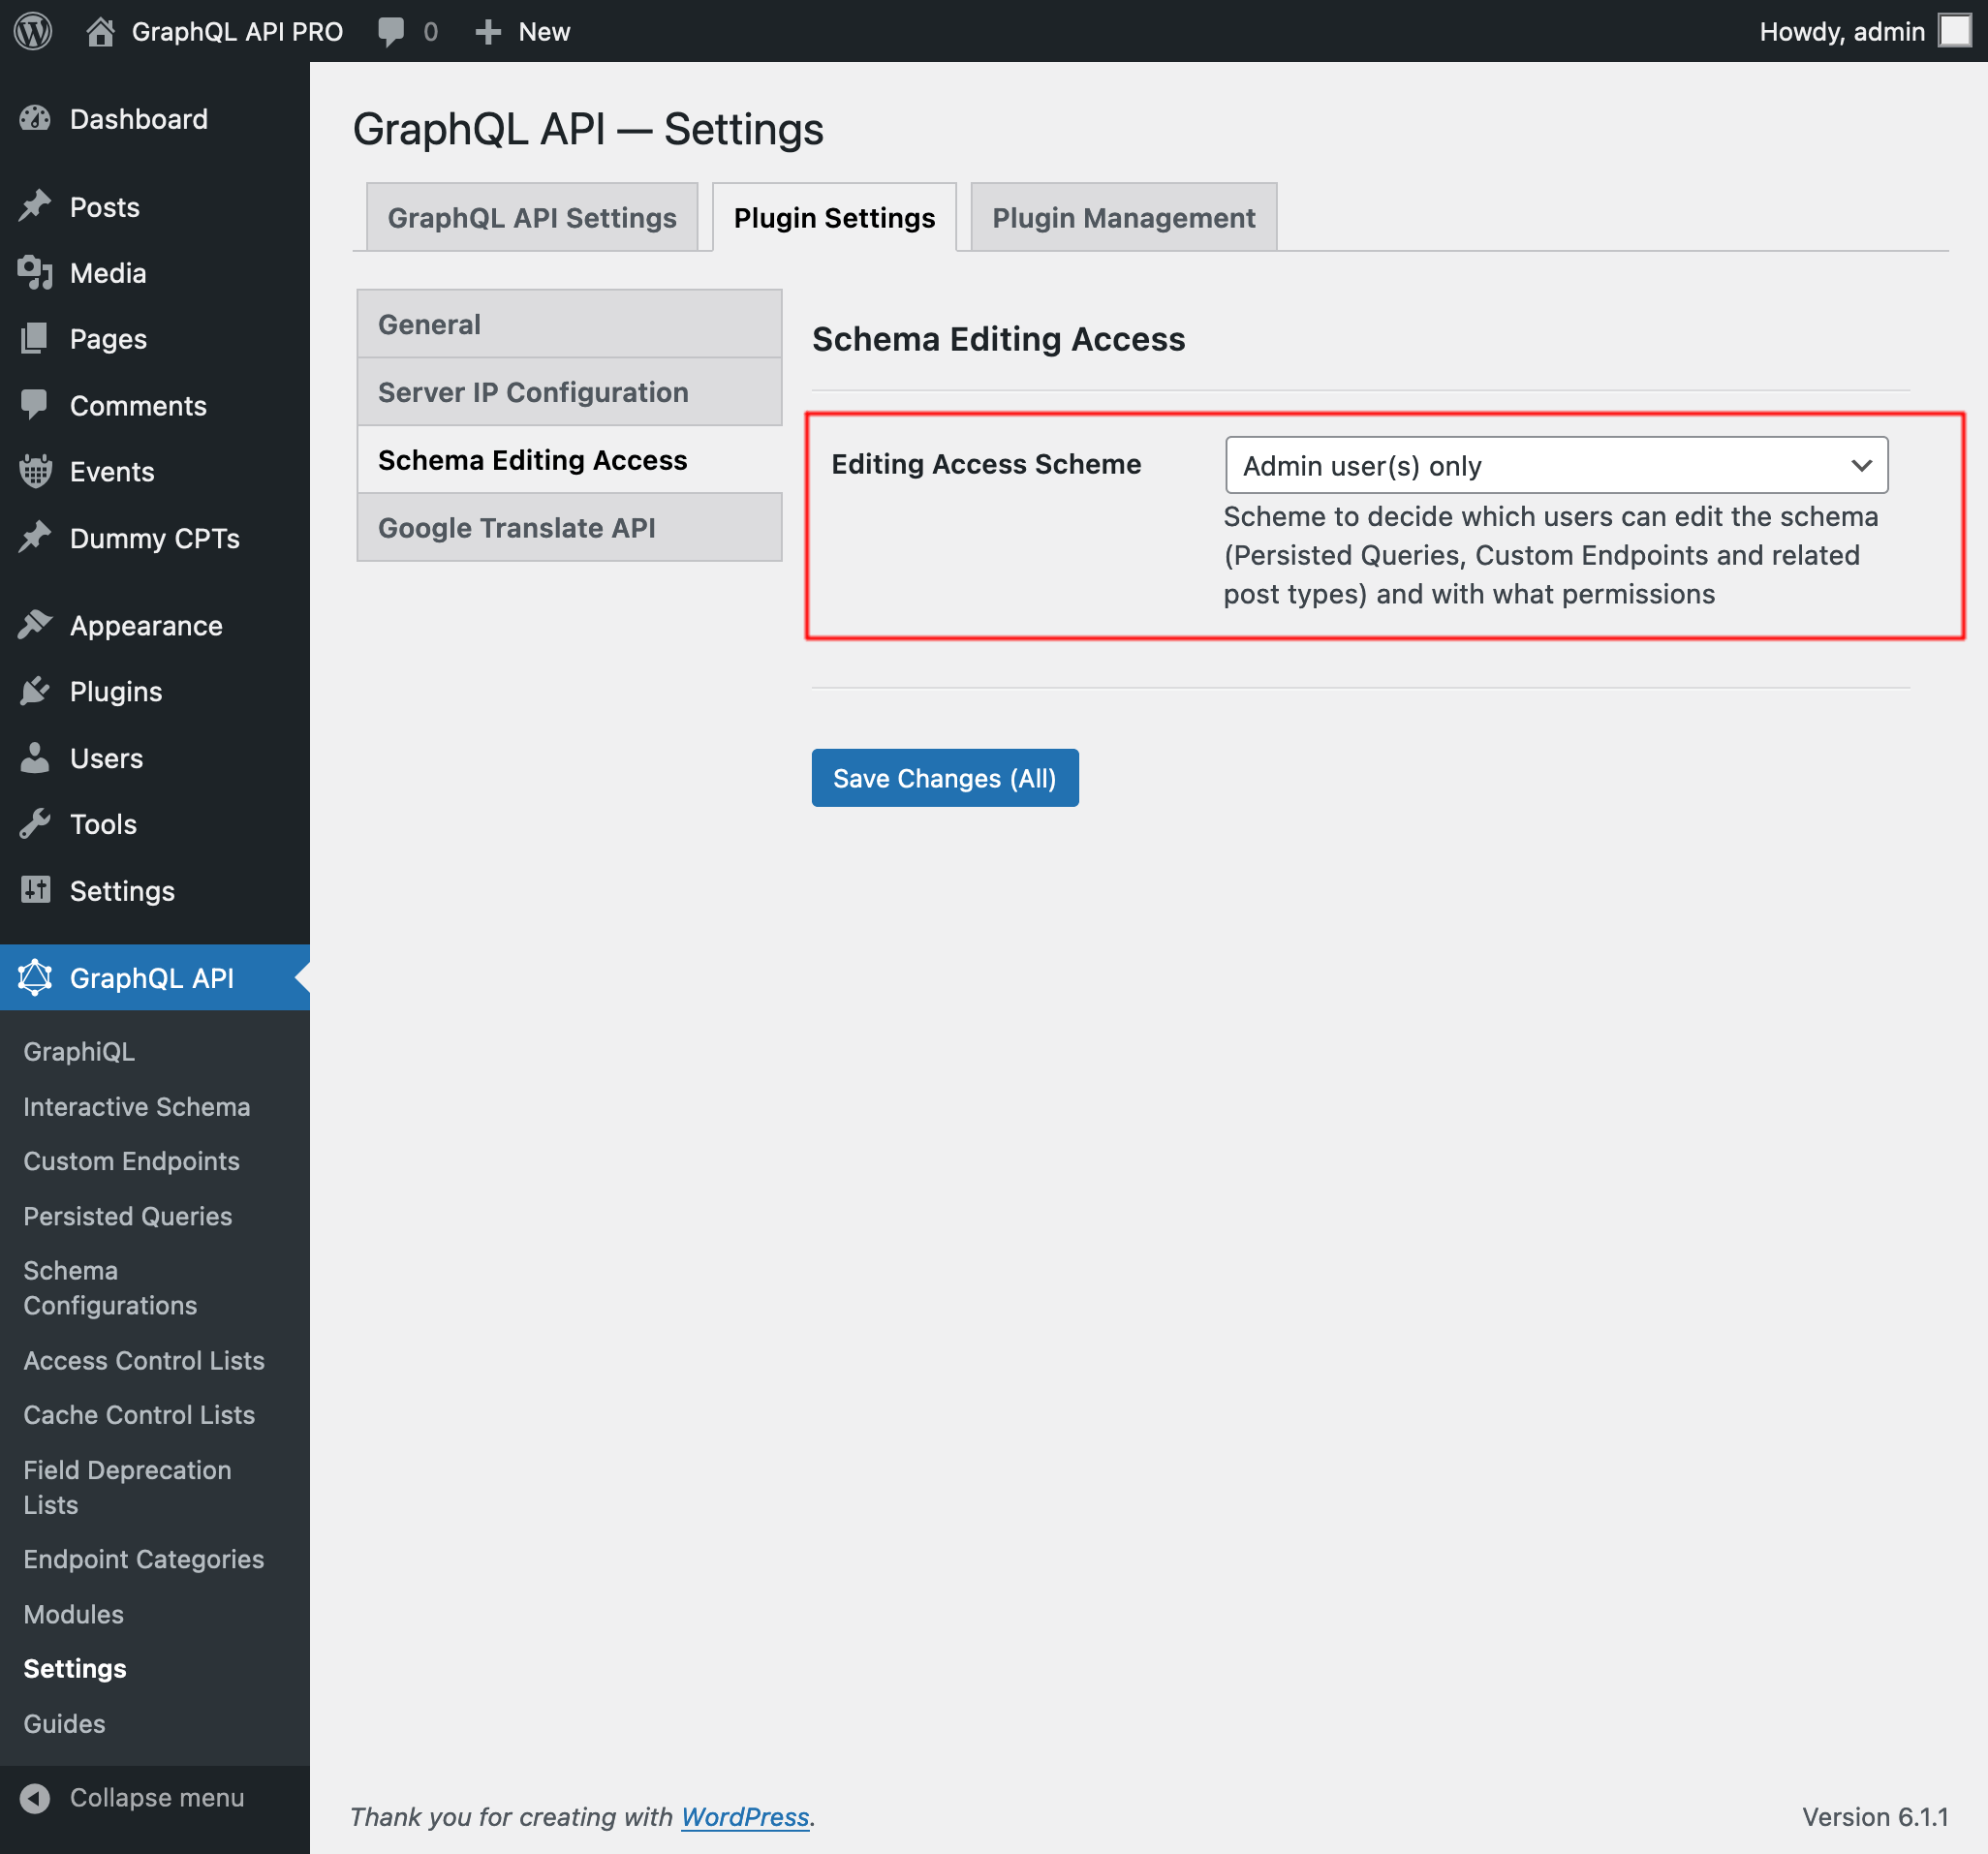 GraphQL API PRO
0
New
Howdy, admin
Dashboard
Posts
Media
Pages
Comments
Events
Dummy CPTs
Appearance
Plugins
Users
Tools
Settings
GraphQL API
GraphiQL
Interactive Schema
Custom Endpoints
Persisted Queries
Schema
Configurations
Access Control Lists
Cache Control Lists
Field Deprecation
Lists
Endpoint Categories
Modules
Settings
Guides
Collapse menu
GraphQL API — Settings
GraphQL API Settings
Plugin Settings
Plugin Management
General
Server IP Configuration
Schema Editing Access
Google Translate API
Schema Editing Access
Editing Access Scheme
Admin user(s) only
Scheme to decide which users can edit the schema
(Persisted Queries, Custom Endpoints and related
post types) and with what permissions
Save Changes (All)
Thank you for creating with WordPress.
Version 6.1.1